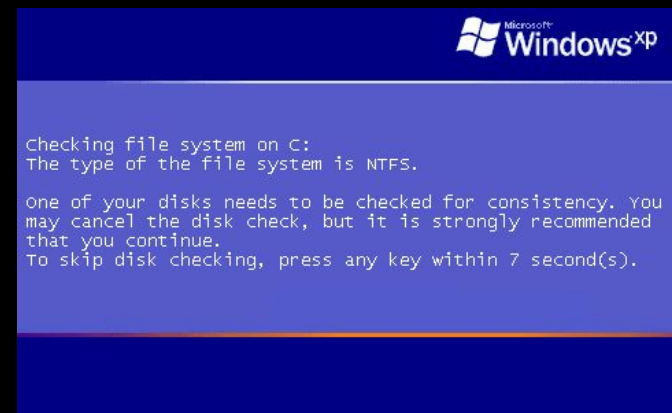 Microsoft
Windows xp
Checking file system on C:
The type of the file system is NTFS.
One of your disks needs to be checked for consistency. You
may cancel the disk check, but it is strongly recommended
that you continue.
To skip disk checking, press any key within 7 second(s).